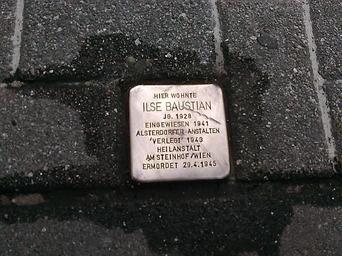 HIER WOHNTE
ILSE BAUSTIAN
JG. 1928
EINGEWIESEN 1941
ALSTERDORFER ANSTALTEN
'VERLEGT' 1943
HEILANSTALT
AM STEINHOF/WIEN
ERMORDET 29.4.1945